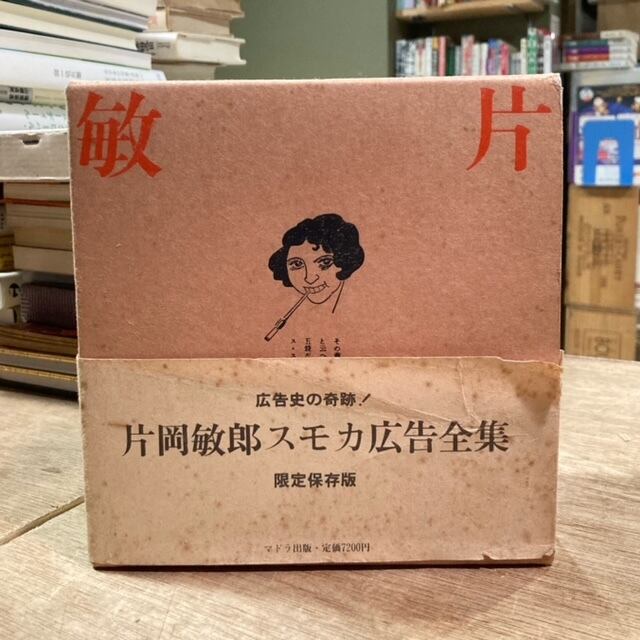 片
敏
広告史の奇跡!
片岡敏郎スモカ広告全集
限定保存版
マドラ出版・定価7200円